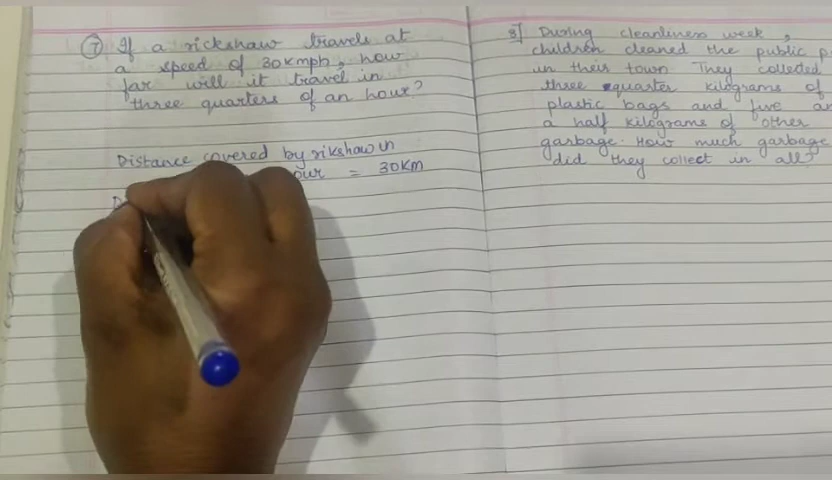 7 If a rickshaw travels at
a speed of 30kmph, how
far will it travel in
three quarters of an hour?
Distance covered by rikshaw in
our = 30KM
D
8] During cleanliness week,
children cleaned the public p
in their town They colleded
three quarter kilograms of
plastic bags and five an
a half kilograms of other
garbage. How much garbage
did they collect in all?